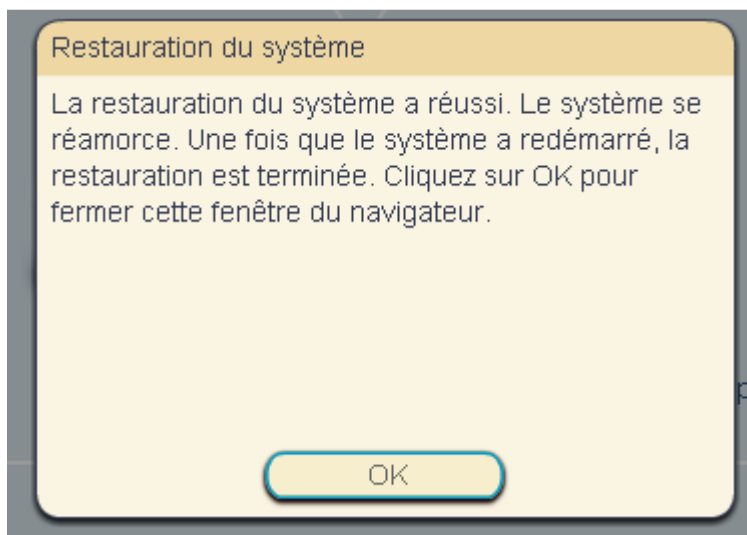 Restauration du système
La restauration du système a réussi. Le système se
réamorce. Une fois que le système a redémarré, la
restauration est terminée. Cliquez sur OK pour
fermer cette fenêtre du navigateur.
OK